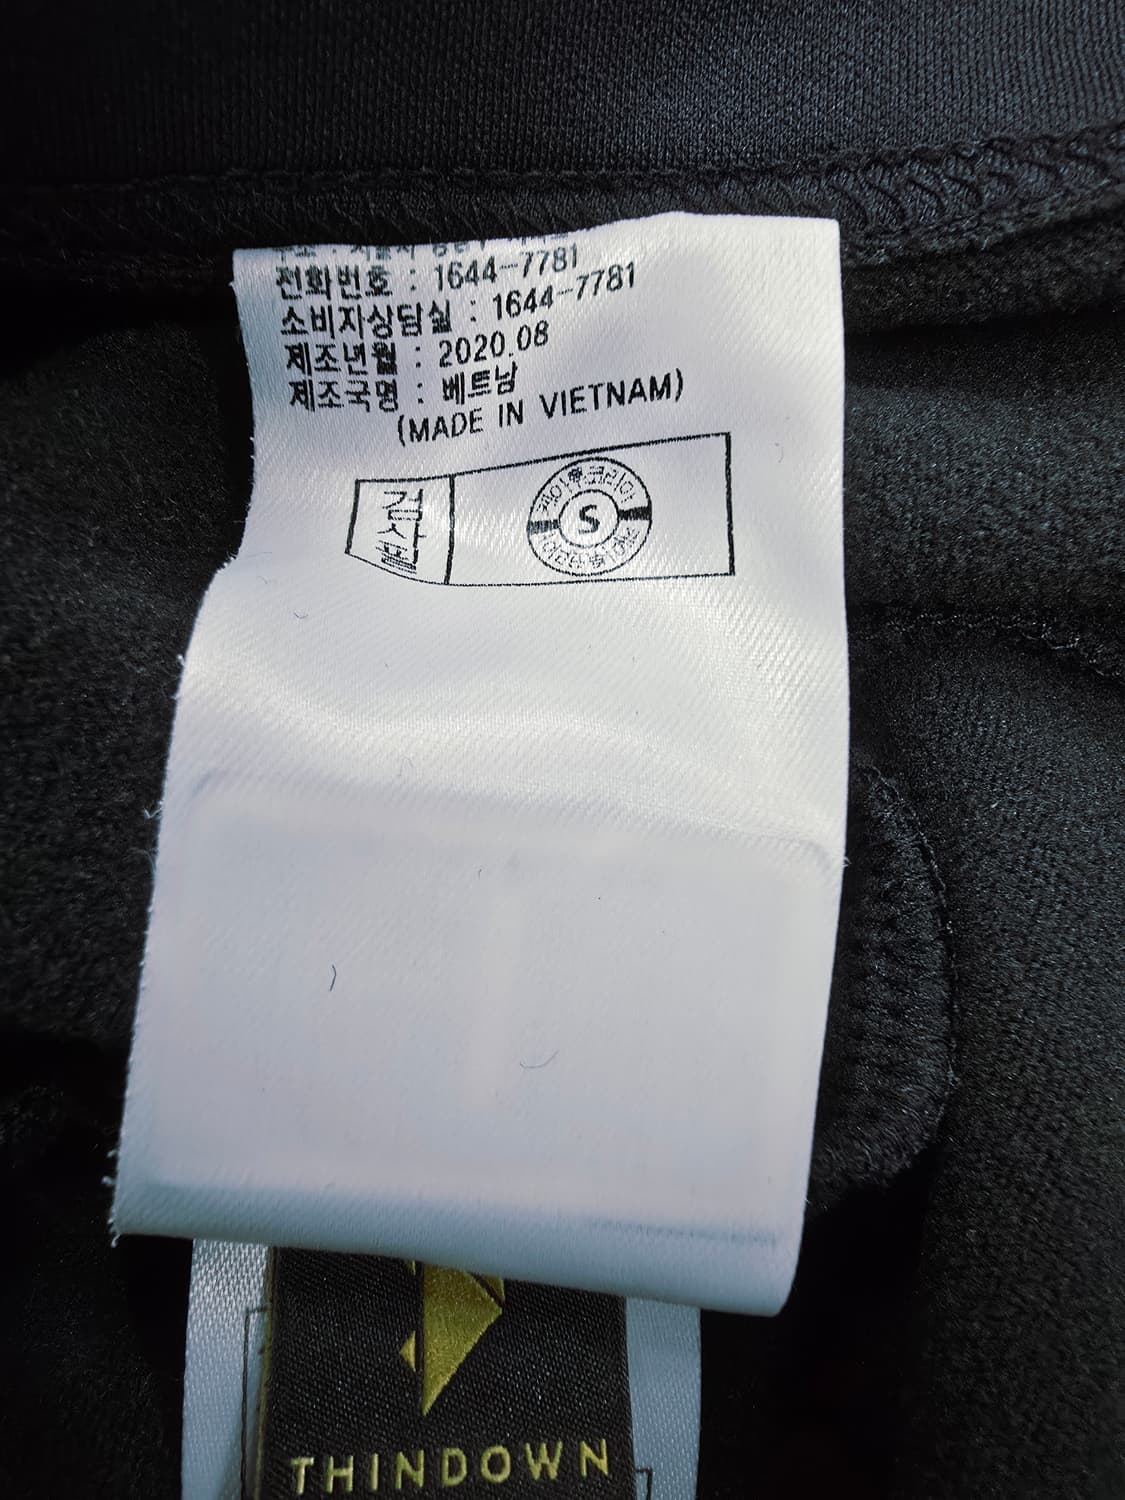 전화번호 : 1644-7781
소비자상담실 : 1644-7781
제조년월 : 2020.08
제조국명 : 베트남
(MADE IN VIETNAM)
검사필
S
THINDOWN